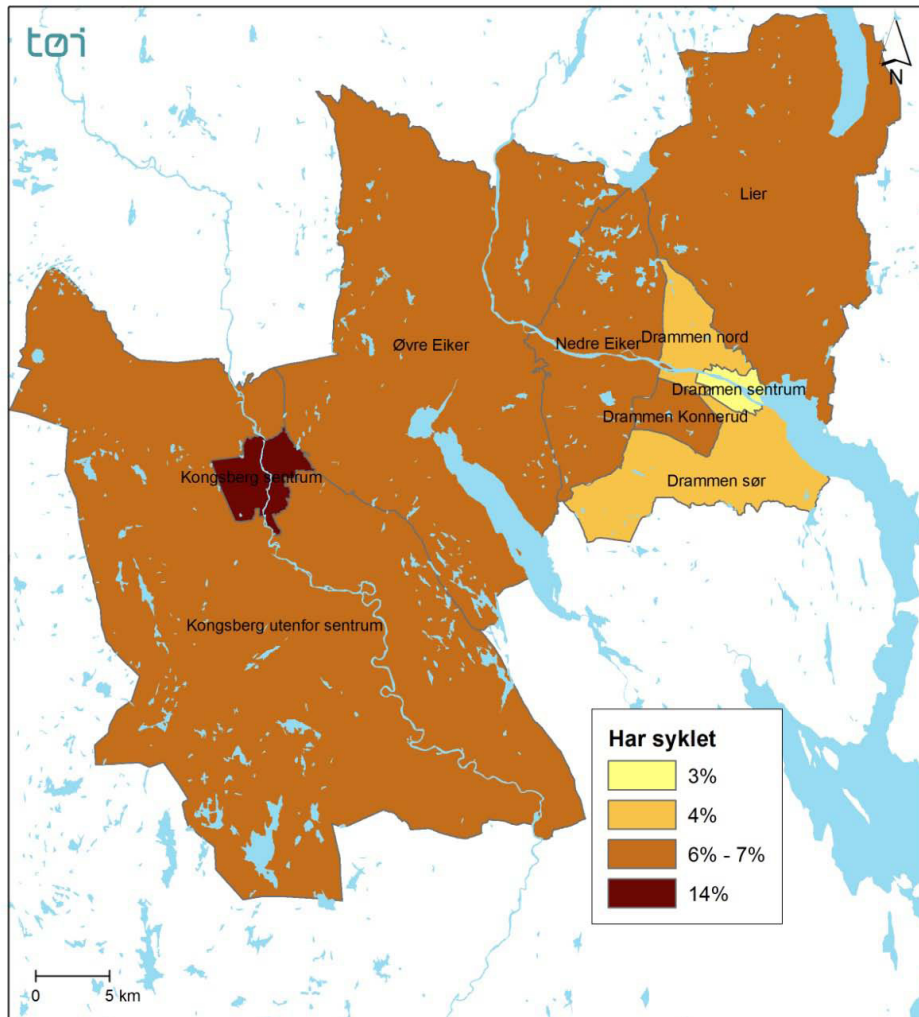 tøi
N
Lier
Drammen nord
Øvre Eiker
Nedre Eiker
Drammen sentrum
Drammen Konnerud
Kongsberg sentrum
Drammen sør
Kongsberg utenfor sentrum
Har syklet
3%
4%
6% - 7%
14%
0 5 km